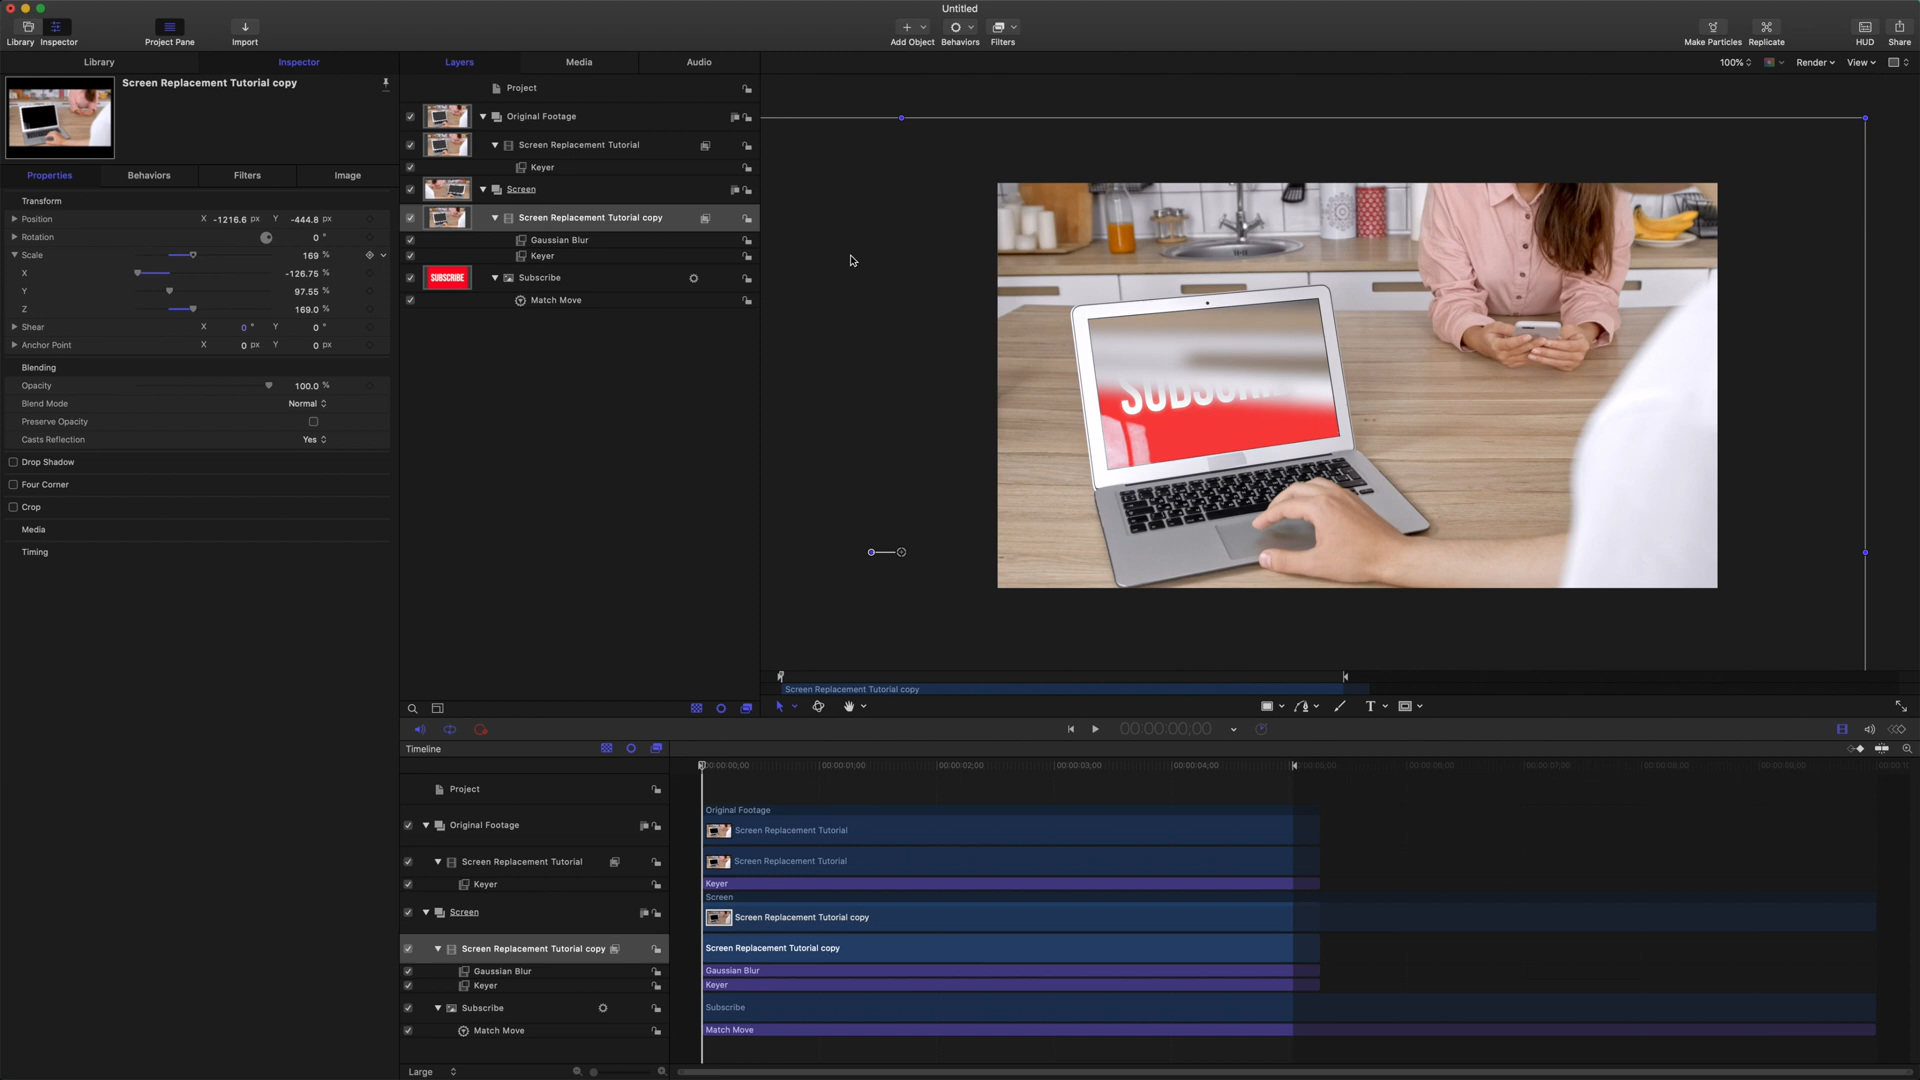 Untitled
Library Inspector Project Pane Import Add Object Behaviors Filters Make Particles Replicate HUD Share
Library Inspector Layers Media Audio 100% Render View
Screen Replacement Tutorial copy
Properties Behaviors Filters Image
Transform
Position X -1216.6 px Y -444.8 px
Rotation 0 °
Scale 169 %
X -126.75 %
Y 97.55 %
Z 169.0 %
Shear X 0 ° Y 0 °
Anchor Point X 0 px Y 0 px
Blending
Opacity 100.0 %
Blend Mode Normal
Preserve Opacity
Casts Reflection Yes
Drop Shadow
Four Corner
Crop
Media
Timing
Project
Original Footage
Screen Replacement Tutorial
Keyer
Screen
Screen Replacement Tutorial copy
Gaussian Blur
Keyer
SUBSCRIBE Subscribe
Match Move
Screen Replacement Tutorial copy
T
00:00:00;00
Timeline
00:00:00;00 00:00:01;00 00:00:02;00 00:00:03;00 00:00:04;00 00:00:05;00 00:00:06;00 00:00:07;00 00:00:08;00 00:00:09;00
Project
Original Footage
Screen Replacement Tutorial
Keyer
Screen
Screen Replacement Tutorial copy
Gaussian Blur
Keyer
Subscribe
Match Move
Original Footage
Screen Replacement Tutorial
Screen Replacement Tutorial
Keyer
Screen
Screen Replacement Tutorial copy
Screen Replacement Tutorial copy
Gaussian Blur
Keyer
Subscribe
Match Move
Large